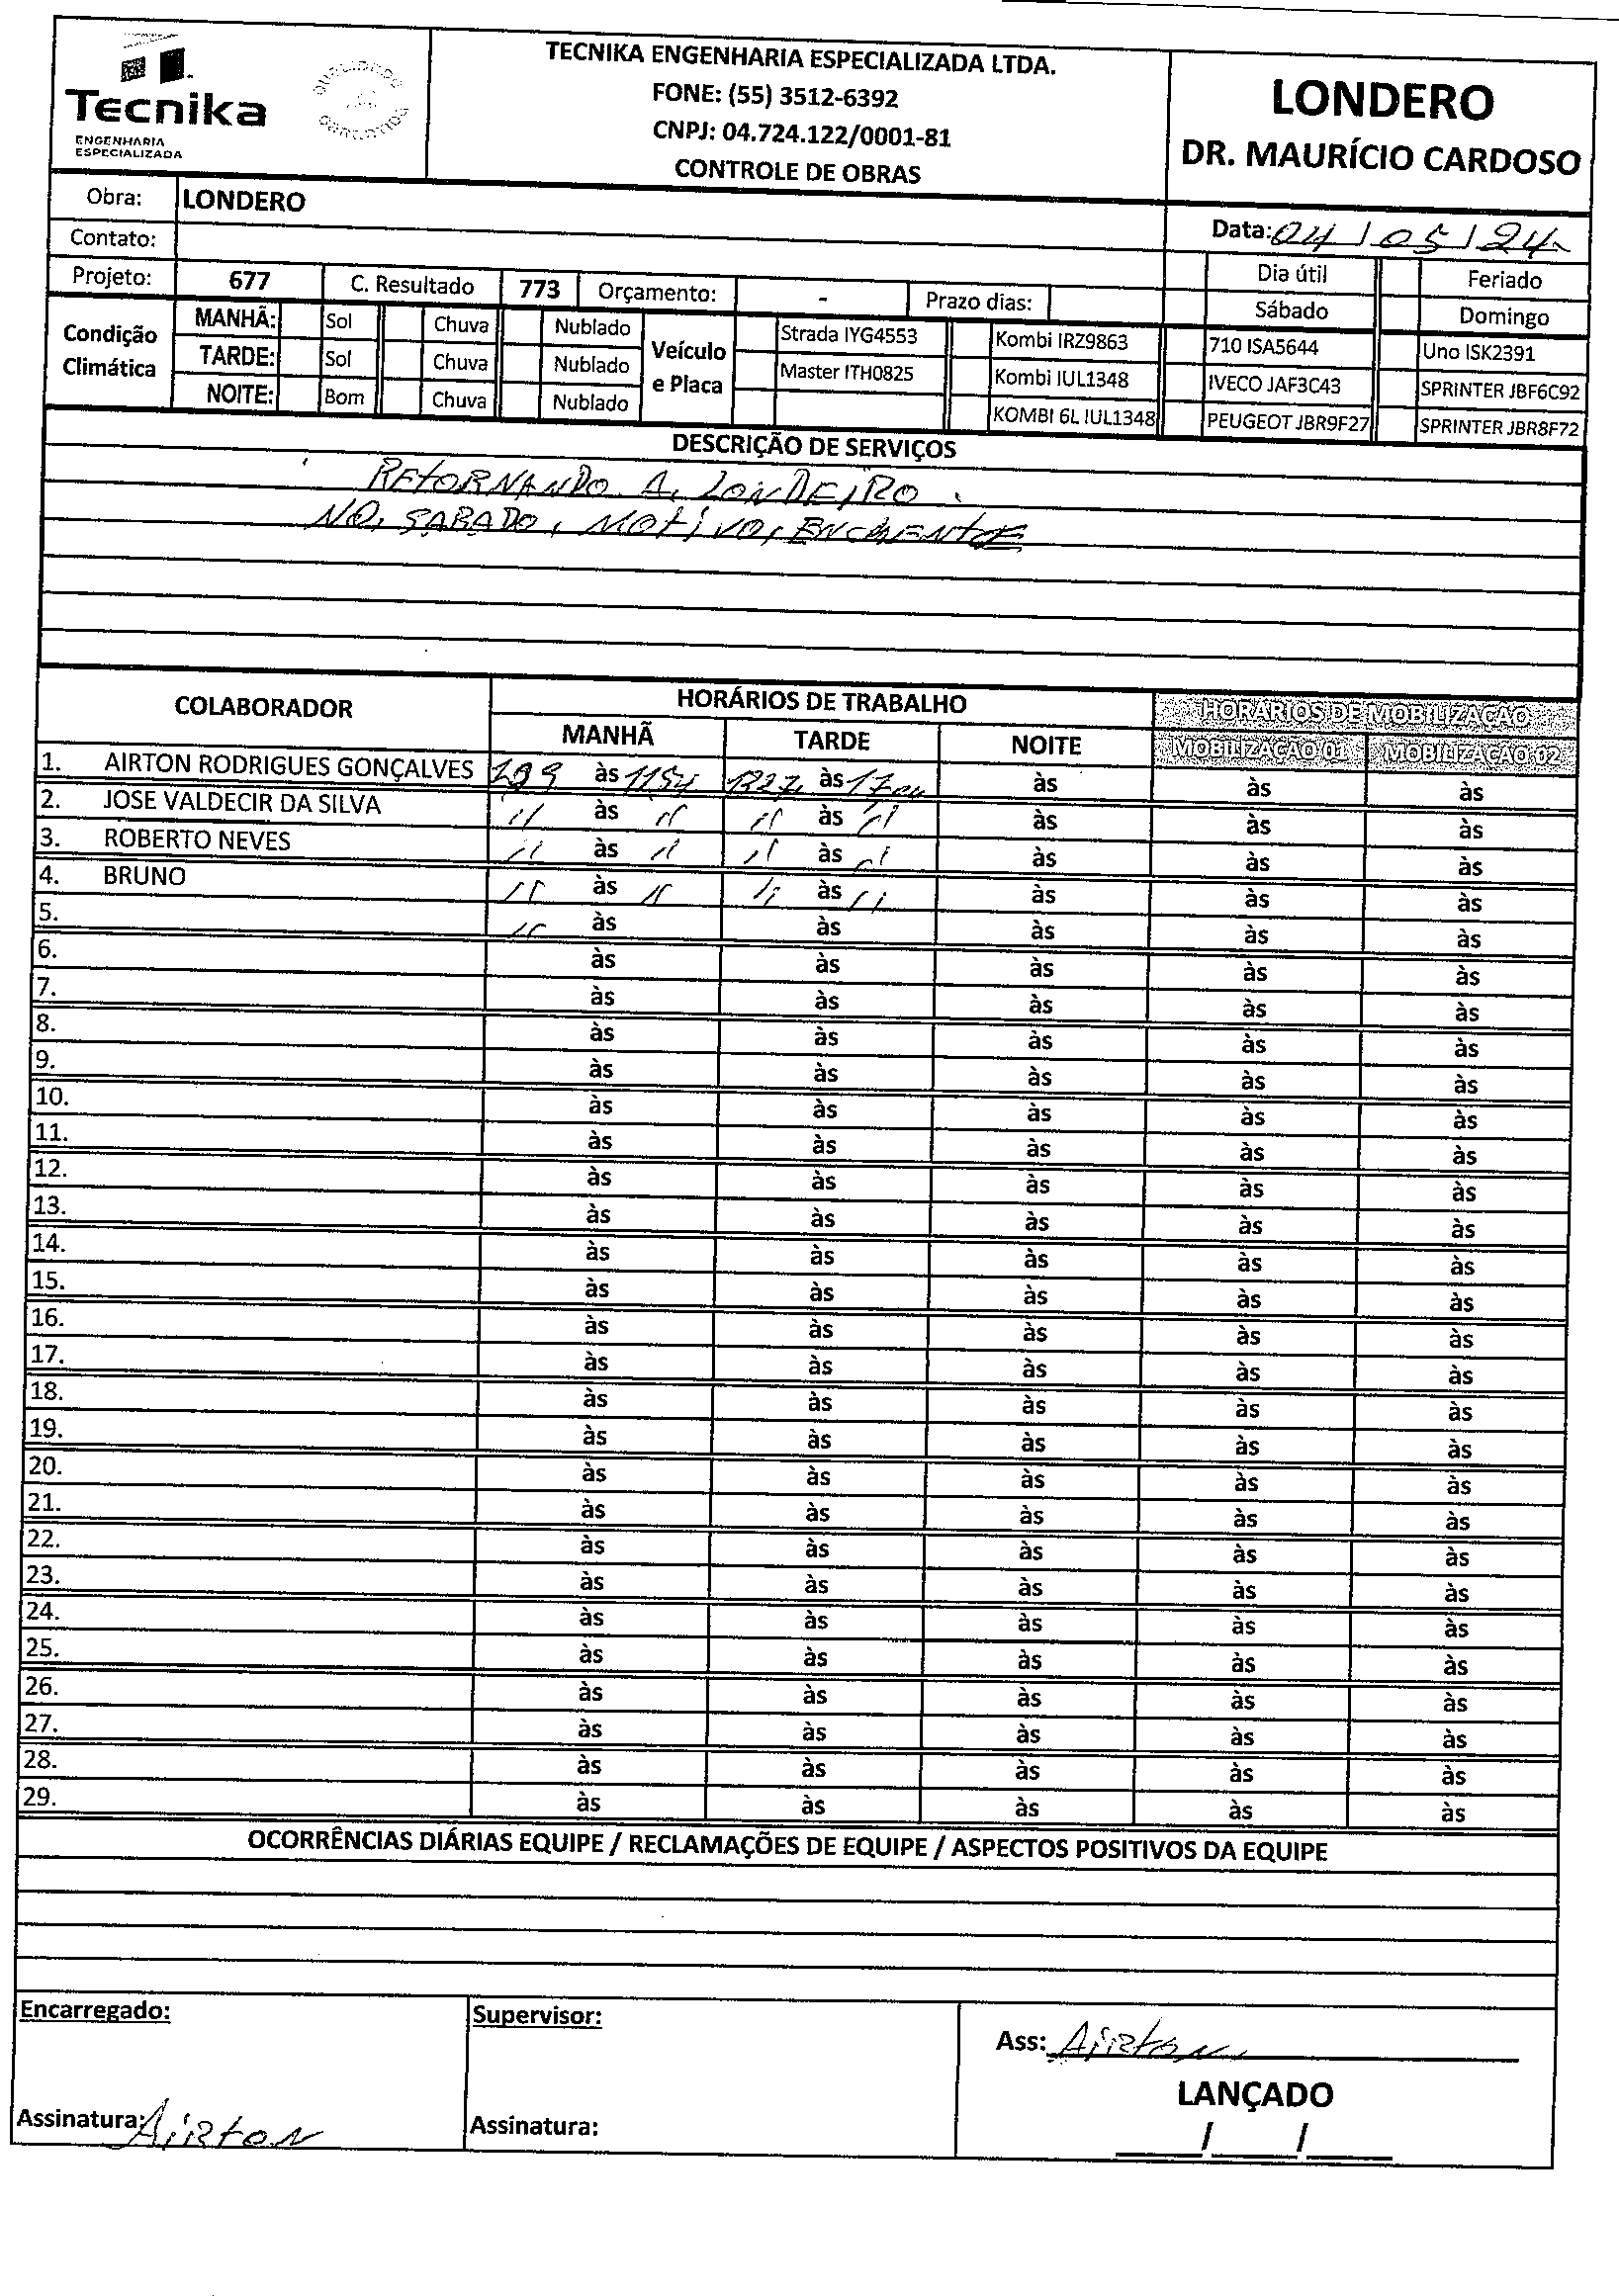 Tecnika
ENGENHARIA
ESPECIALIZADA
QUALIDADE
TECNIKA ENGENHARIA ESPECIALIZADA LTDA.
FONE: (55) 3512-6392
CNPJ: 04.724.122/0001-81
CONTROLE DE OBRAS
LONDERO
DR. MAURÍCIO CARDOSO
Obra: LONDERO
Contato:
Data: 04/05/24
Projeto: 677 C. Resultado 773 Orçamento: - Prazo dias: Dia útil Feriado
Sábado Domingo
Condição Climática
MANHÃ: Sol Chuva Nublado
TARDE: Sol Chuva Nublado
NOITE: Bom Chuva Nublado
Veículo e Placa
Strada IYG4553 Kombi IRZ9863 710 ISA5644 Uno ISK2391
Master ITH0825 Kombi IUL1348 IVECO JAF3C43 SPRINTER JBF6C92
KOMBI 6L IUL1348 PEUGEOT JBR9F27 SPRINTER JBR8F72
DESCRIÇÃO DE SERVIÇOS
RETORNANDO. A, LONDEIRO.
NO, SABADO, MOTIVO, ENCHENTE
COLABORADOR HORÁRIOS DE TRABALHO HORÁRIOS DE MOBILIZAÇÃO
MANHÃ TARDE NOITE MOBILIZAÇÃO 01 MOBILIZAÇÃO 02
1. AIRTON RODRIGUES GONÇALVES às 1154 1327 às 17 às às às
2. JOSE VALDECIR DA SILVA " às " " às " às às às
3. ROBERTO NEVES " às " " às " às às às
4. BRUNO " às " " às " às às às
5. " às às às às às
6. às às às às às
7. às às às às às
8. às às às às às
9. às às às às às
10. às às às às às
11. às às às às às
12. às às às às às
13. às às às às às
14. às às às às às
15. às às às às às
16. às às às às às
17. às às às às às
18. às às às às às
19. às às às às às
20. às às às às às
21. às às às às às
22. às às às às às
23. às às às às às
24. às às às às às
25. às às às às às
26. às às às às às
27. às às às às às
28. às às às às às
29. às às às às às
OCORRÊNCIAS DIÁRIAS EQUIPE / RECLAMAÇÕES DE EQUIPE / ASPECTOS POSITIVOS DA EQUIPE
Encarregado:
Assinatura: Airton
Supervisor:
Assinatura:
Ass: Airton
LANÇADO
___/___/___